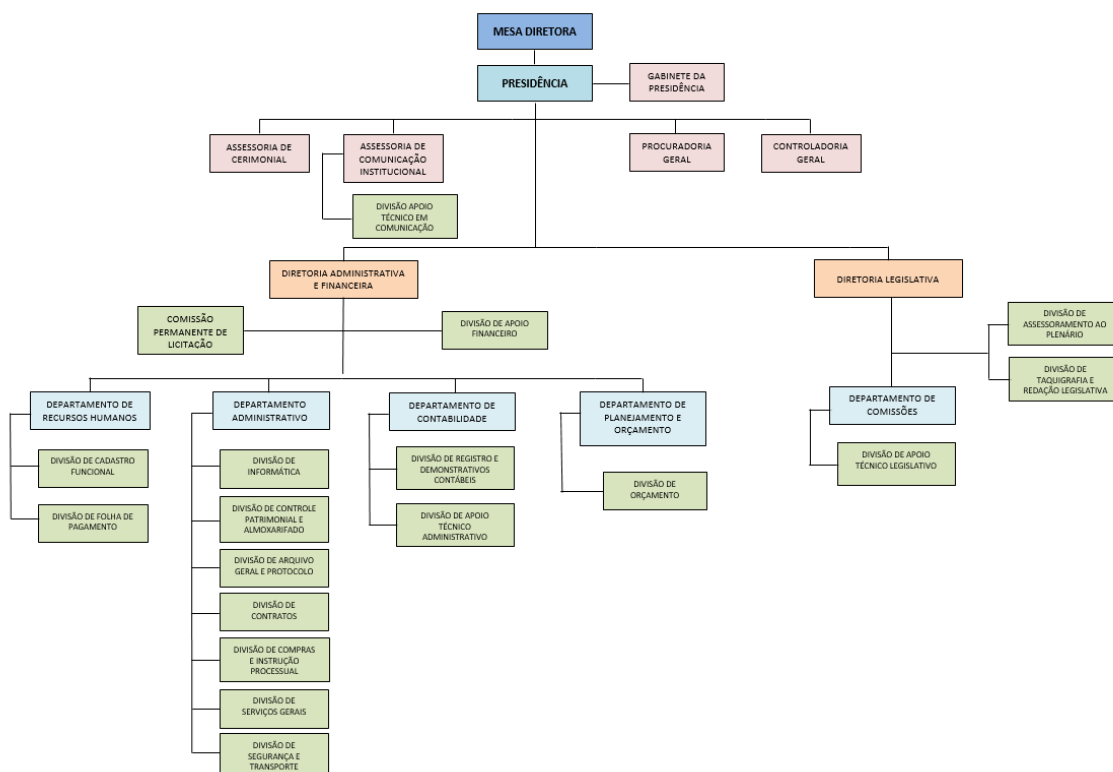 MESA DIRETORA
PRESIDÊNCIA
GABINETE DA
PRESIDÊNCIA
ASSESSORIA DE
CERIMONIAL
ASSESSORIA DE
COMUNICAÇÃO
INSTITUCIONAL
PROCURADORIA
GERAL
CONTROLADORIA
GERAL
DIVISÃO APOIO
TÉCNICO EM
COMUNICAÇÃO
DIRETORIA ADMINISTRATIVA
E FINANCEIRA
DIRETORIA LEGISLATIVA
COMISSÃO
PERMANENTE DE
LICITAÇÃO
DIVISÃO DE APOIO
FINANCEIRO
DIVISÃO DE
ASSESSORAMENTO AO
PLENÁRIO
DIVISÃO DE
TAQUIGRAFIA E
REDAÇÃO LEGISLATIVA
DEPARTAMENTO DE
RECURSOS HUMANOS
DEPARTAMENTO
ADMINISTRATIVO
DEPARTAMENTO DE
CONTABILIDADE
DEPARTAMENTO DE
PLANEJAMENTO E
ORÇAMENTO
DEPARTAMENTO DE
COMISSÕES
DIVISÃO DE CADASTRO
FUNCIONAL
DIVISÃO DE FOLHA DE
PAGAMENTO
DIVISÃO DE
INFORMÁTICA
DIVISÃO DE CONTROLE
PATRIMONIAL E
ALMOXARIFADO
DIVISÃO DE ARQUIVO
GERAL E PROTOCOLO
DIVISÃO DE
CONTRATOS
DIVISÃO DE COMPRAS
E INSTRUÇÃO
PROCESSUAL
DIVISÃO DE
SERVIÇOS GERAIS
DIVISÃO DE
SEGURANÇA E
TRANSPORTE
DIVISÃO DE REGISTRO E
DEMONSTRATIVOS
CONTÁBEIS
DIVISÃO DE APOIO
TÉCNICO
ADMINISTRATIVO
DIVISÃO DE
ORÇAMENTO
DIVISÃO DE APOIO
TÉCNICO LEGISLATIVO